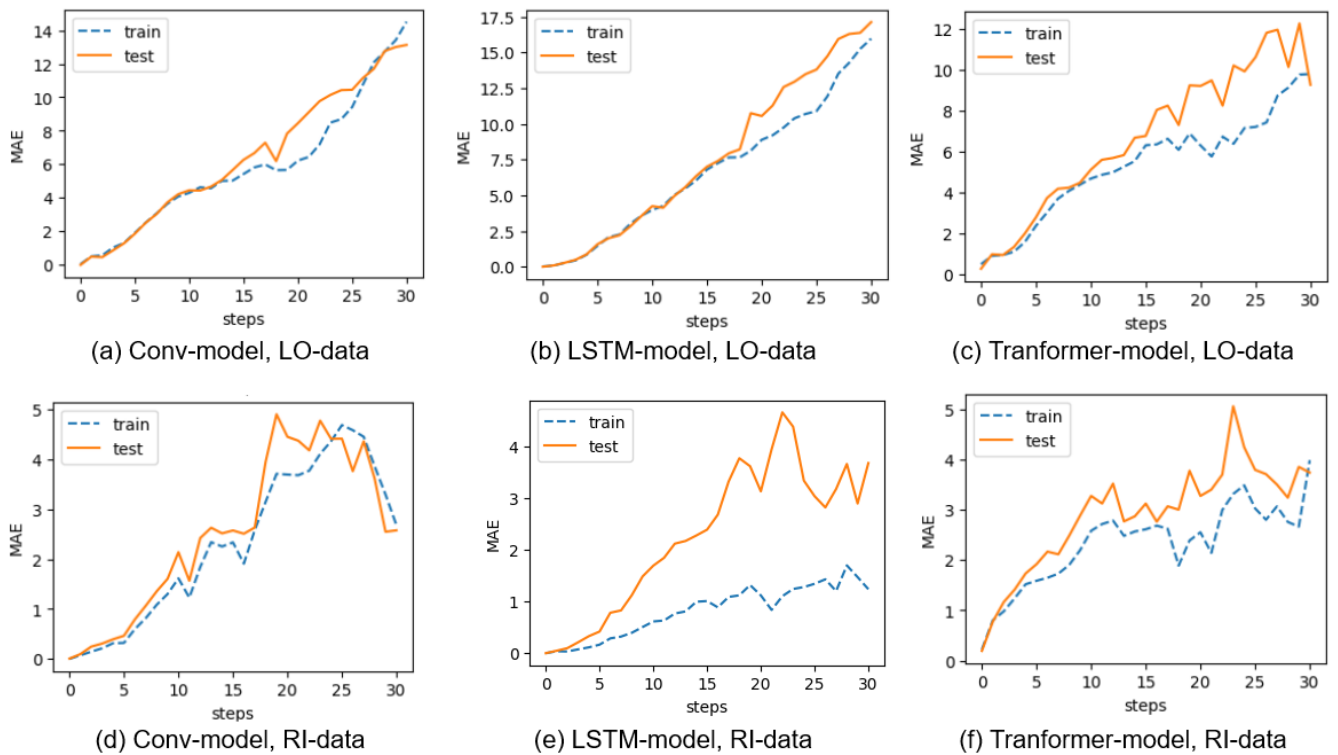 14
12
10
8
6
4
2
0
MAE
train
test
0 5 10 15 20 25 30
steps
(a) Conv-model, LO-data
17.5
15.0
12.5
10.0
7.5
5.0
2.5
0.0
MAE
train
test
0 5 10 15 20 25 30
steps
(b) LSTM-model, LO-data
12
10
8
6
4
2
0
MAE
train
test
0 5 10 15 20 25 30
steps
(c) Tranformer-model, LO-data
5
4
3
2
1
0
MAE
train
test
0 5 10 15 20 25 30
steps
(d) Conv-model, RI-data
4
3
2
1
0
MAE
train
test
0 5 10 15 20 25 30
steps
(e) LSTM-model, RI-data
5
4
3
2
1
0
MAE
train
test
0 5 10 15 20 25 30
steps
(f) Tranformer-model, RI-data